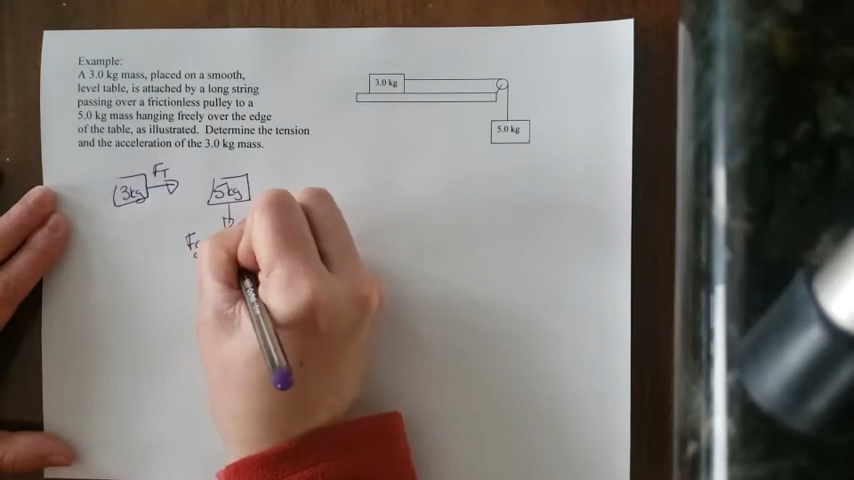 Example:
A 3.0 kg mass, placed on a smooth,
level table, is attached by a long string
passing over a frictionless pulley to a
5.0 kg mass hanging freely over the edge
of the table, as illustrated. Determine the tension
and the acceleration of the 3.0 kg mass.
3.0 kg
5.0 kg
FT
3kg
5kg